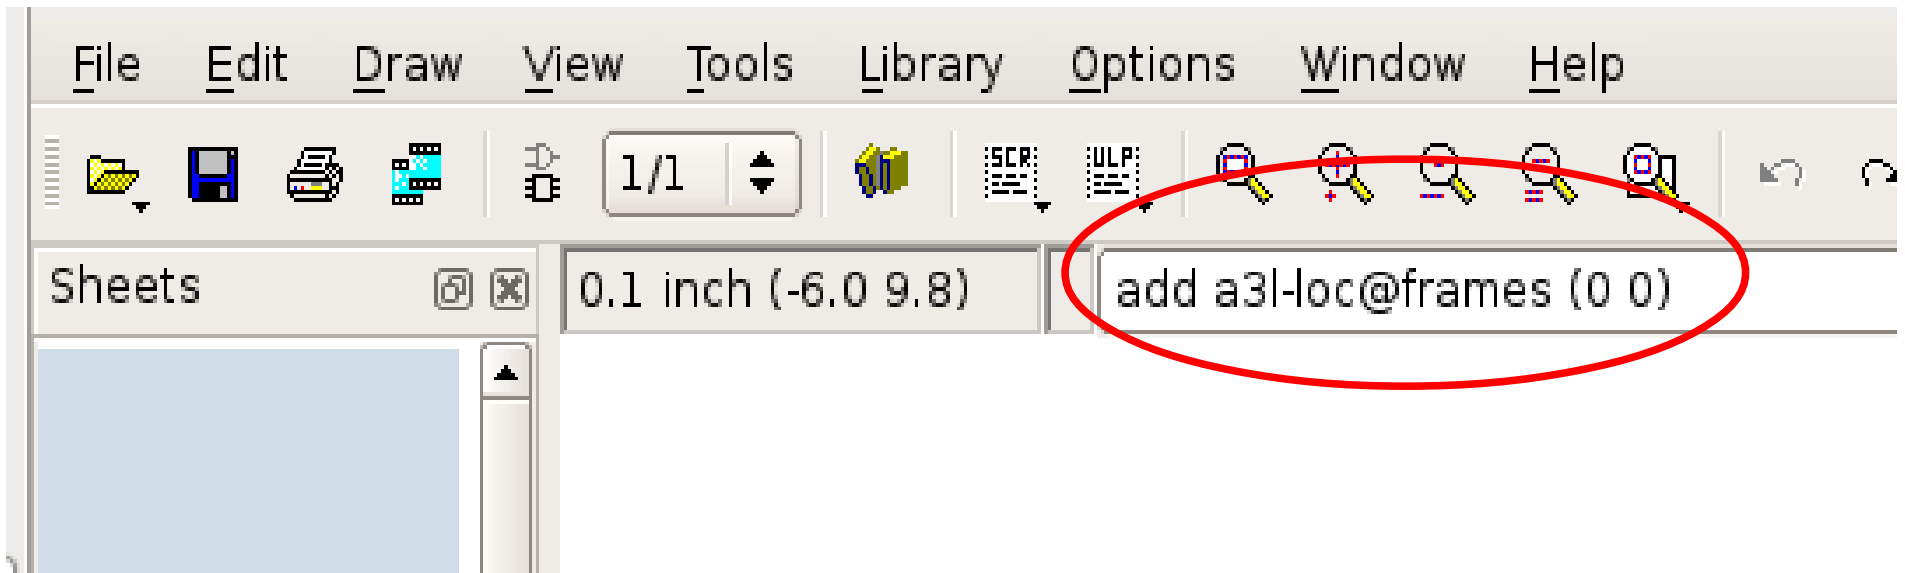 File Edit Draw View Tools Library Options Window Help
1/1 SCR ULP
Sheets 0.1 inch (-6.0 9.8) add a3l-loc@frames (0 0)